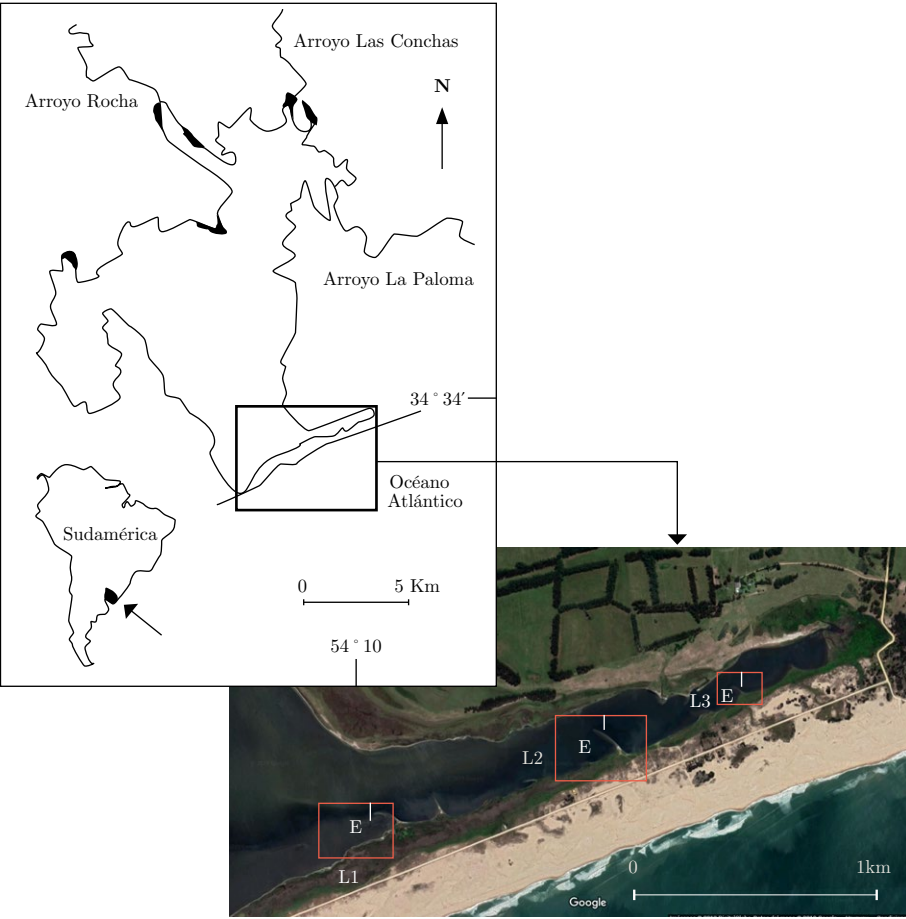 Arroyo Las Conchas
N
Arroyo Rocha
Arroyo La Paloma
34 ° 34′
Océano
Atlántico
Sudamérica
0 5 Km
54 ° 10
L3 E
L2 E
E
L1
0 1km
Google